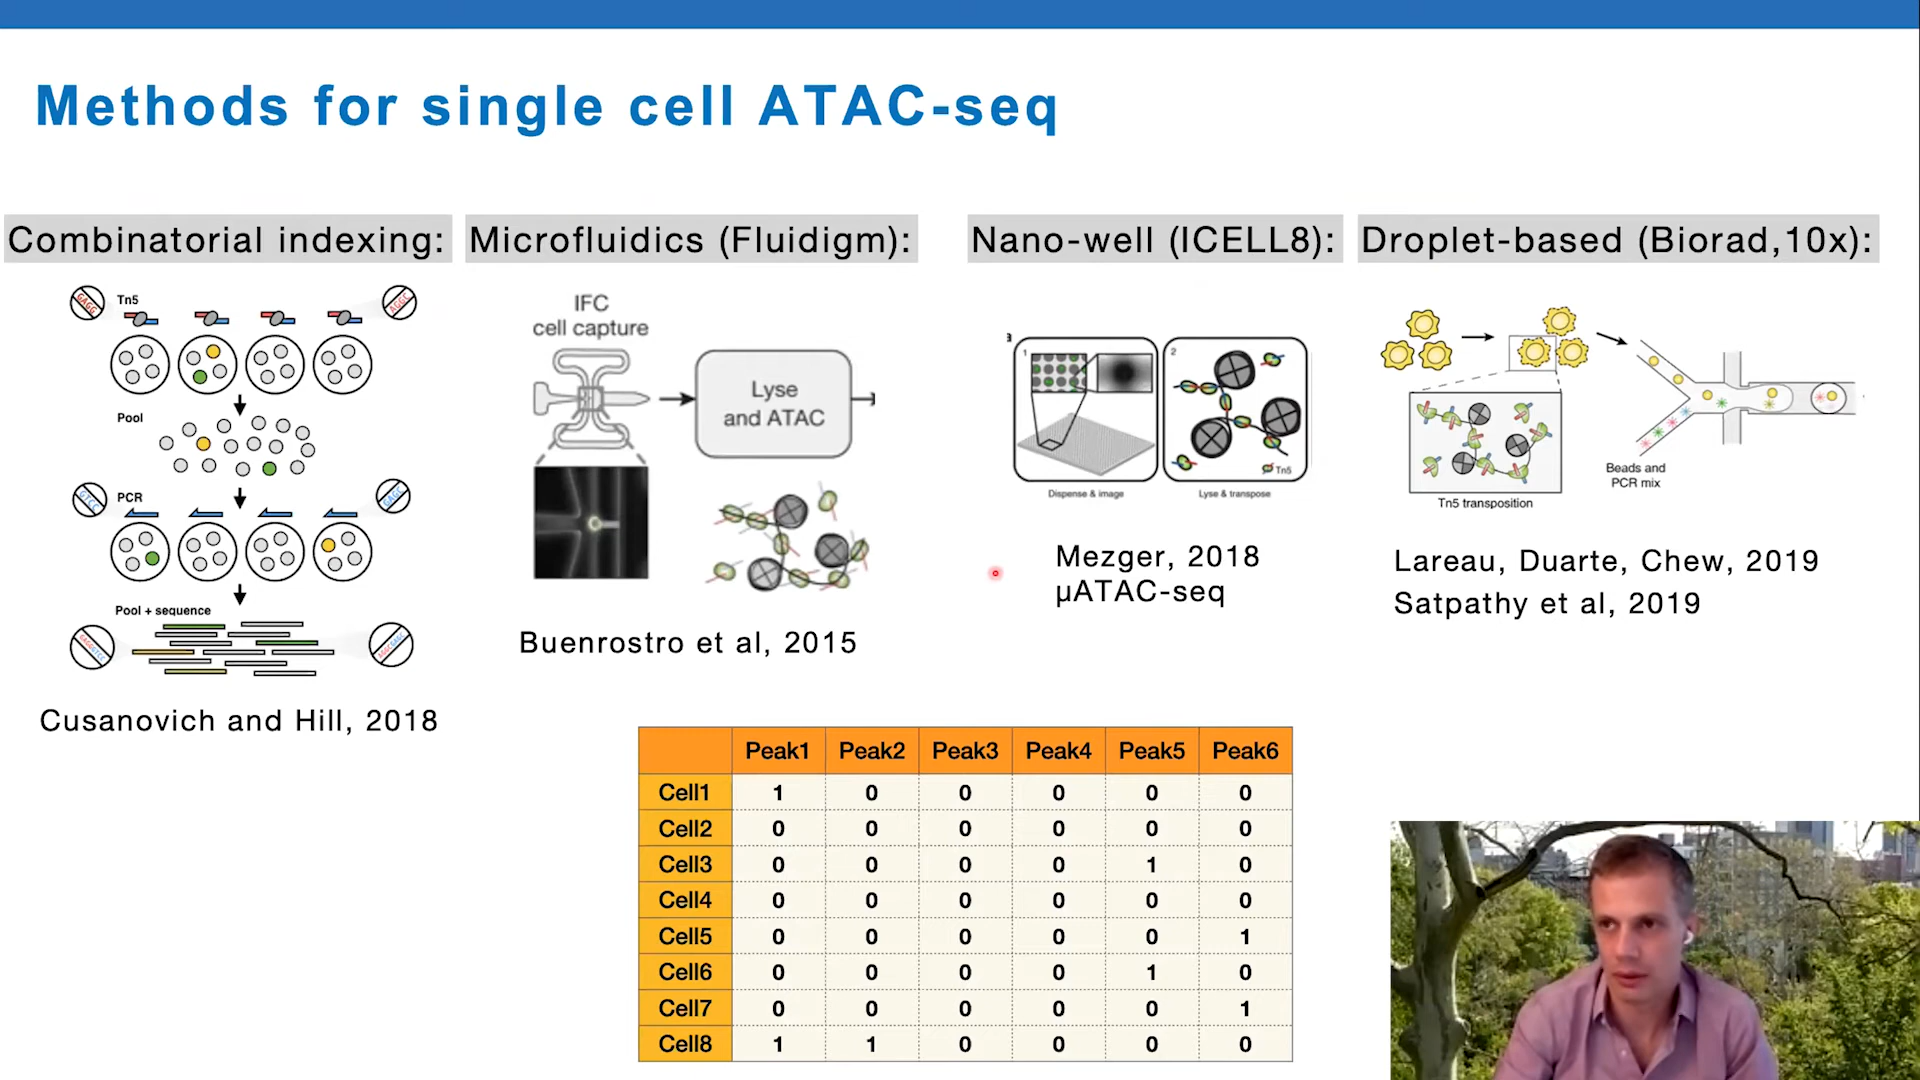 Methods for single cell ATAC-seq
Combinatorial indexing:
Tn5
GAGG
AGGC
Pool
PCR
GTCC
GAGC
Pool + sequence
Cusanovich and Hill, 2018
Microfluidics (Fluidigm):
IFC
cell capture
Lyse
and ATAC
Buenrostro et al, 2015
Nano-well (ICELL8):
1
2
Tn5
Dispense & image
Lyse & transpose
Mezger, 2018
µATAC-seq
Droplet-based (Biorad,10x):
Beads and
PCR mix
Tn5 transposition
Lareau, Duarte, Chew, 2019
Satpathy et al, 2019
Peak1 Peak2 Peak3 Peak4 Peak5 Peak6
Cell1 1 0 0 0 0 0
Cell2 0 0 0 0 0 0
Cell3 0 0 0 0 1 0
Cell4 0 0 0 0 0 0
Cell5 0 0 0 0 0 1
Cell6 0 0 0 0 1 0
Cell7 0 0 0 0 0 1
Cell8 1 1 0 0 0 0